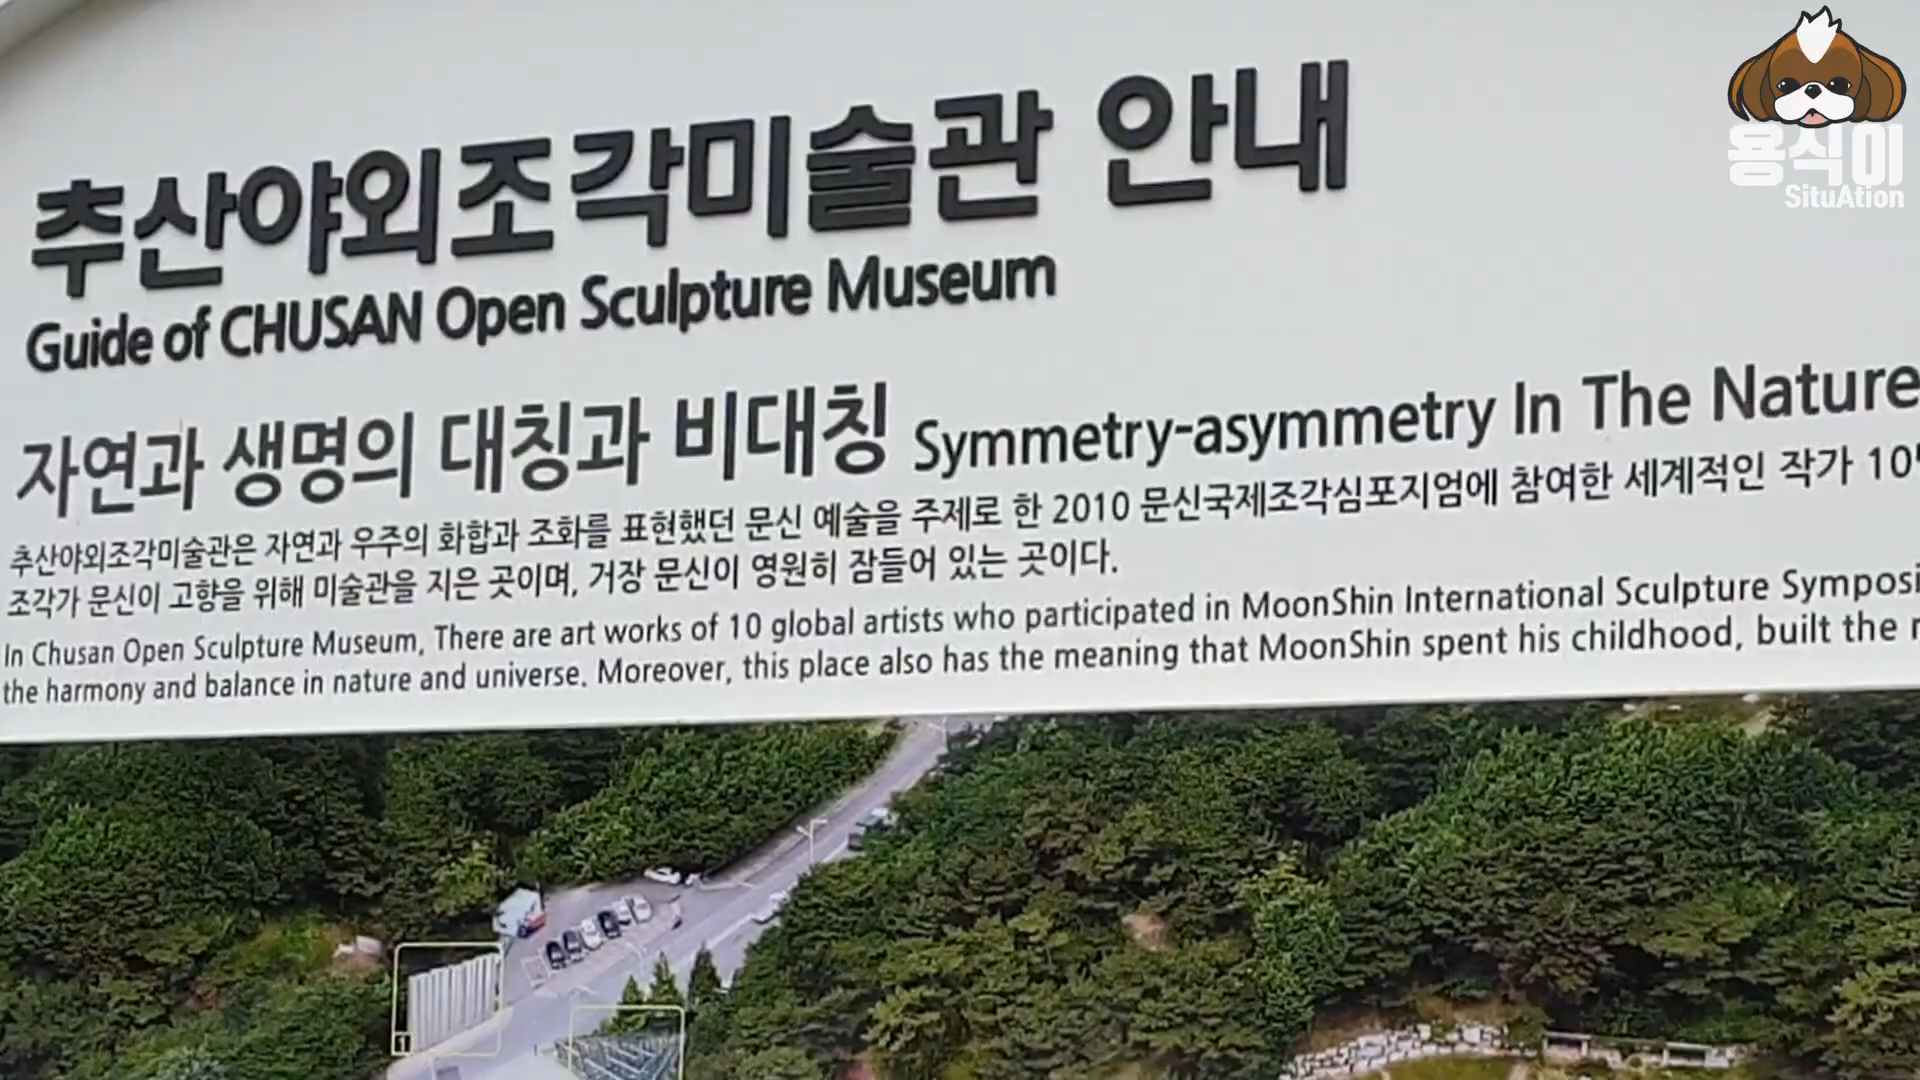 추산야외조각미술관 안내
Guide of CHUSAN Open Sculpture Museum
자연과 생명의 대칭과 비대칭 Symmetry-asymmetry In The Nature
추산야외조각미술관은 자연과 우주의 화합과 조화를 표현했던 문신 예술을 주제로 한 2010 문신국제조각심포지엄에 참여한 세계적인 작가 10
조각가 문신이 고향을 위해 미술관을 지은 곳이며, 거장 문신이 영원히 잠들어 있는 곳이다.
In Chusan Open Sculpture Museum, There are art works of 10 global artists who participated in MoonShin International Sculpture Symposi
the harmony and balance in nature and universe. Moreover, this place also has the meaning that MoonShin spent his childhood, built the
1
용식이
SituAtion